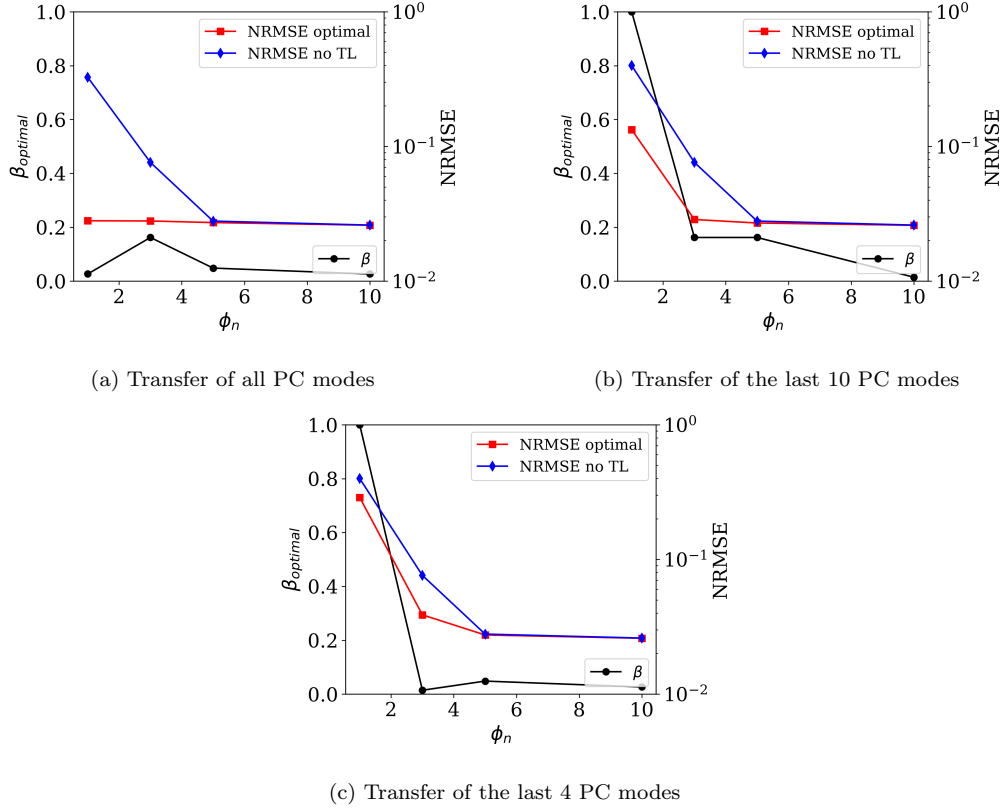 NRMSE optimal
NRMSE no TL
β
β_optimal
NRMSE
1.0
0.8
0.6
0.4
0.2
0.0
10^0
10^-1
10^-2
2 4 6 8 10
ϕ_n
(a) Transfer of all PC modes
NRMSE optimal
NRMSE no TL
β
β_optimal
NRMSE
1.0
0.8
0.6
0.4
0.2
0.0
10^0
10^-1
10^-2
2 4 6 8 10
ϕ_n
(b) Transfer of the last 10 PC modes
NRMSE optimal
NRMSE no TL
β
β_optimal
NRMSE
1.0
0.8
0.6
0.4
0.2
0.0
10^0
10^-1
10^-2
2 4 6 8 10
ϕ_n
(c) Transfer of the last 4 PC modes